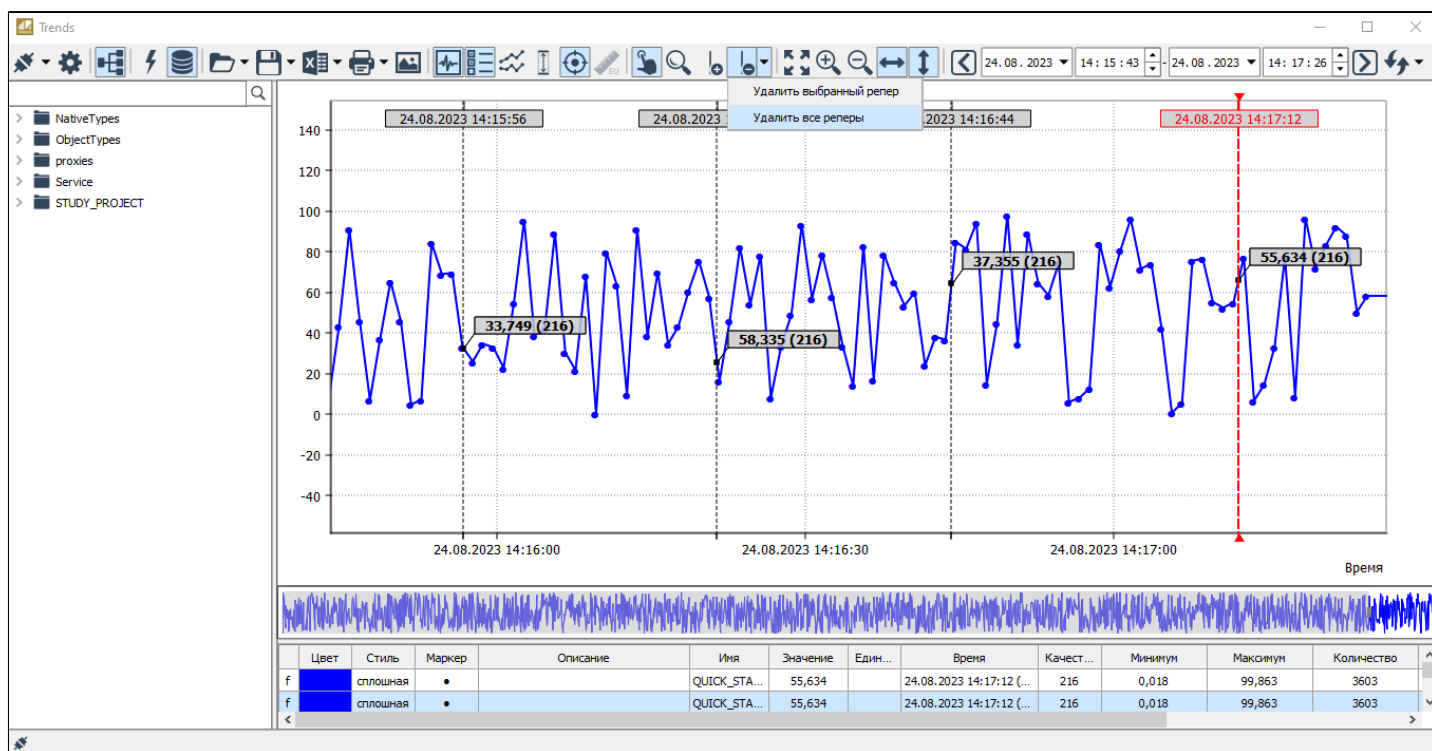 Trends
EU
24.08.2023 14:15:43 - 24.08.2023 14:17:26
Удалить выбранный репер
Удалить все реперы
NativeTypes
ObjectTypes
proxies
Service
STUDY_PROJECT
24.08.2023 14:15:56
24.08.2023
.2023 14:16:44
24.08.2023 14:17:12
140
120
100
80
60
40
20
0
-20
-40
33,749 (216)
58,335 (216)
37,355 (216)
55,634 (216)
24.08.2023 14:16:00
24.08.2023 14:16:30
24.08.2023 14:17:00
Время
Цвет Стиль Маркер Описание Имя Значение Един... Время Качест... Минимум Максимум Количество
f сплошная QUICK_STA... 55,634 24.08.2023 14:17:12 (... 216 0,018 99,863 3603
f сплошная QUICK_STA... 55,634 24.08.2023 14:17:12 (... 216 0,018 99,863 3603